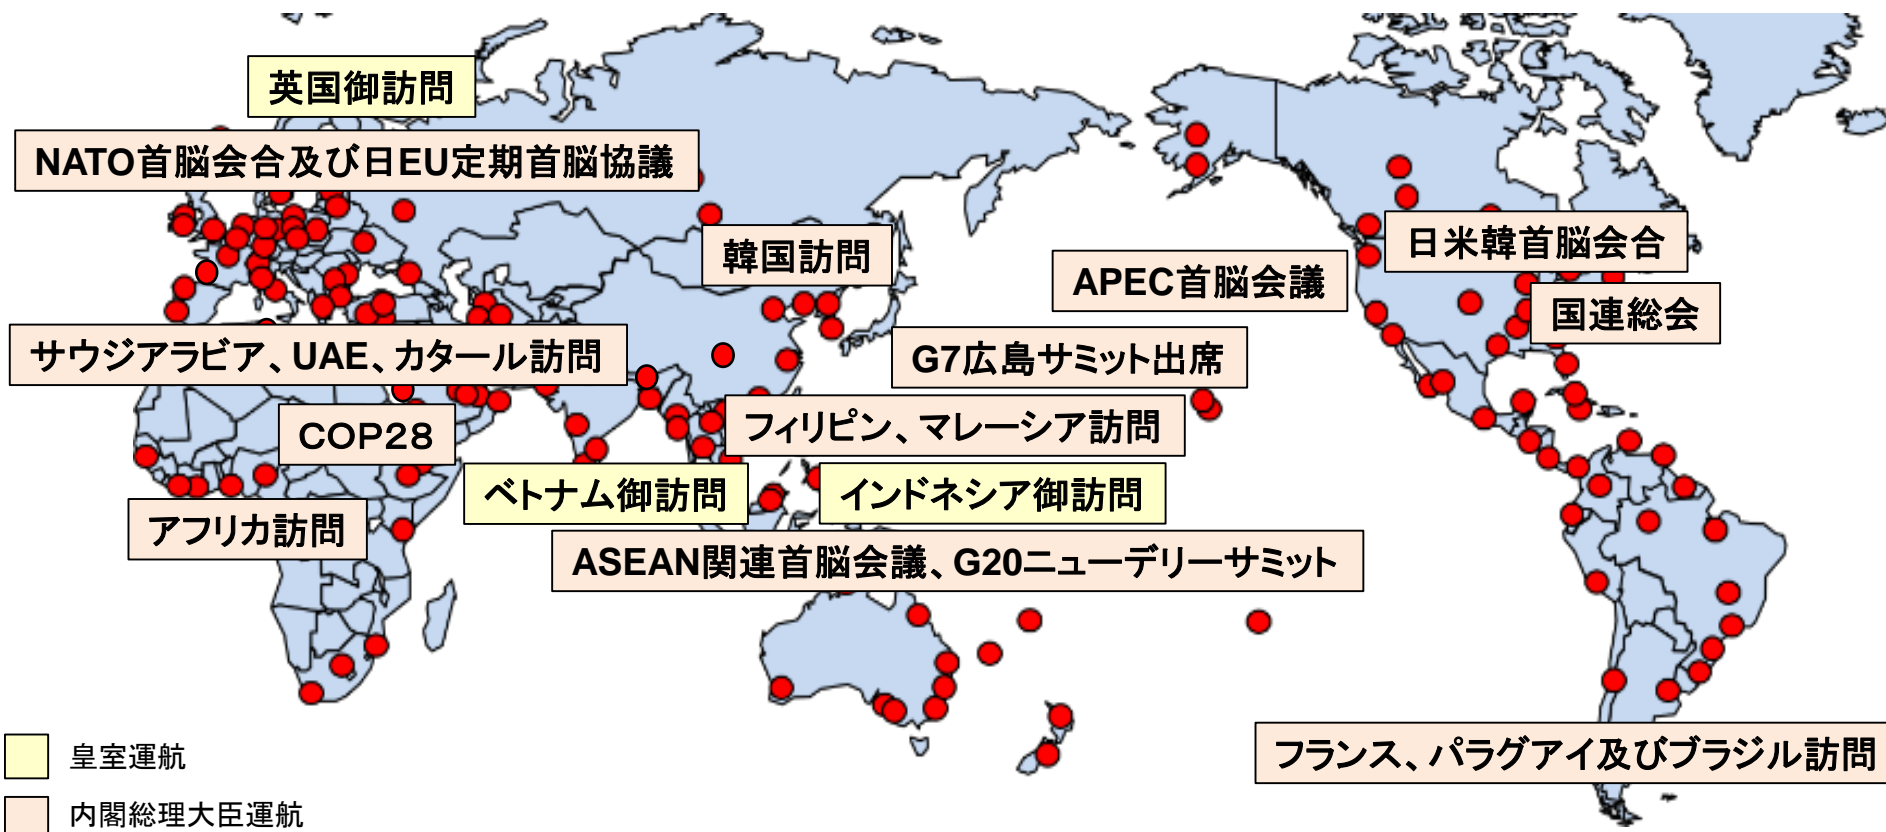 英国御訪問
NATO首脳会合及び日EU定期首脳協議
韓国訪問
日米韓首脳会合
APEC首脳会議
国連総会
サウジアラビア、UAE、カタール訪問
G7広島サミット出席
COP28
フィリピン、マレーシア訪問
ベトナム御訪問
インドネシア御訪問
アフリカ訪問
ASEAN関連首脳会議、G20ニューデリーサミット
フランス、パラグアイ及びブラジル訪問
皇室運航
内閣総理大臣運航